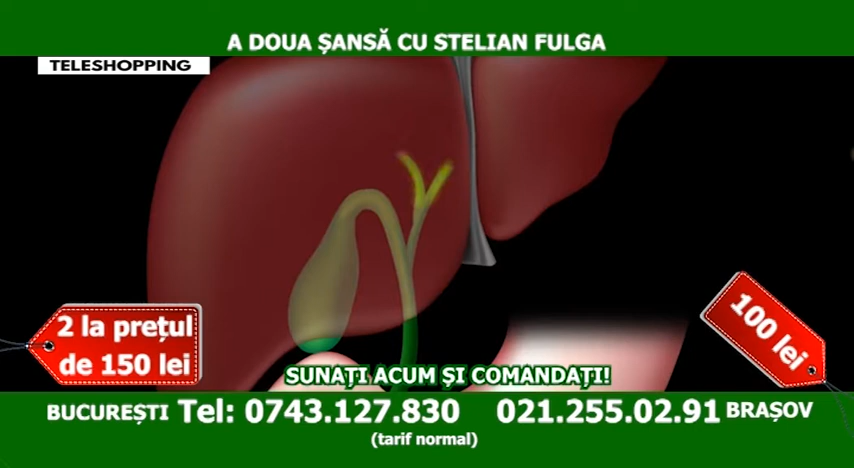 A DOUA ȘANSĂ CU STELIAN FULGA
TELESHOPPING
2 la prețul
de 150 lei
100 lei
SUNAȚI ACUM ŞI COMANDAȚI!
BUCUREȘTI Tel: 0743.127.830 021.255.02.91 BRAȘOV
(tarif normal)